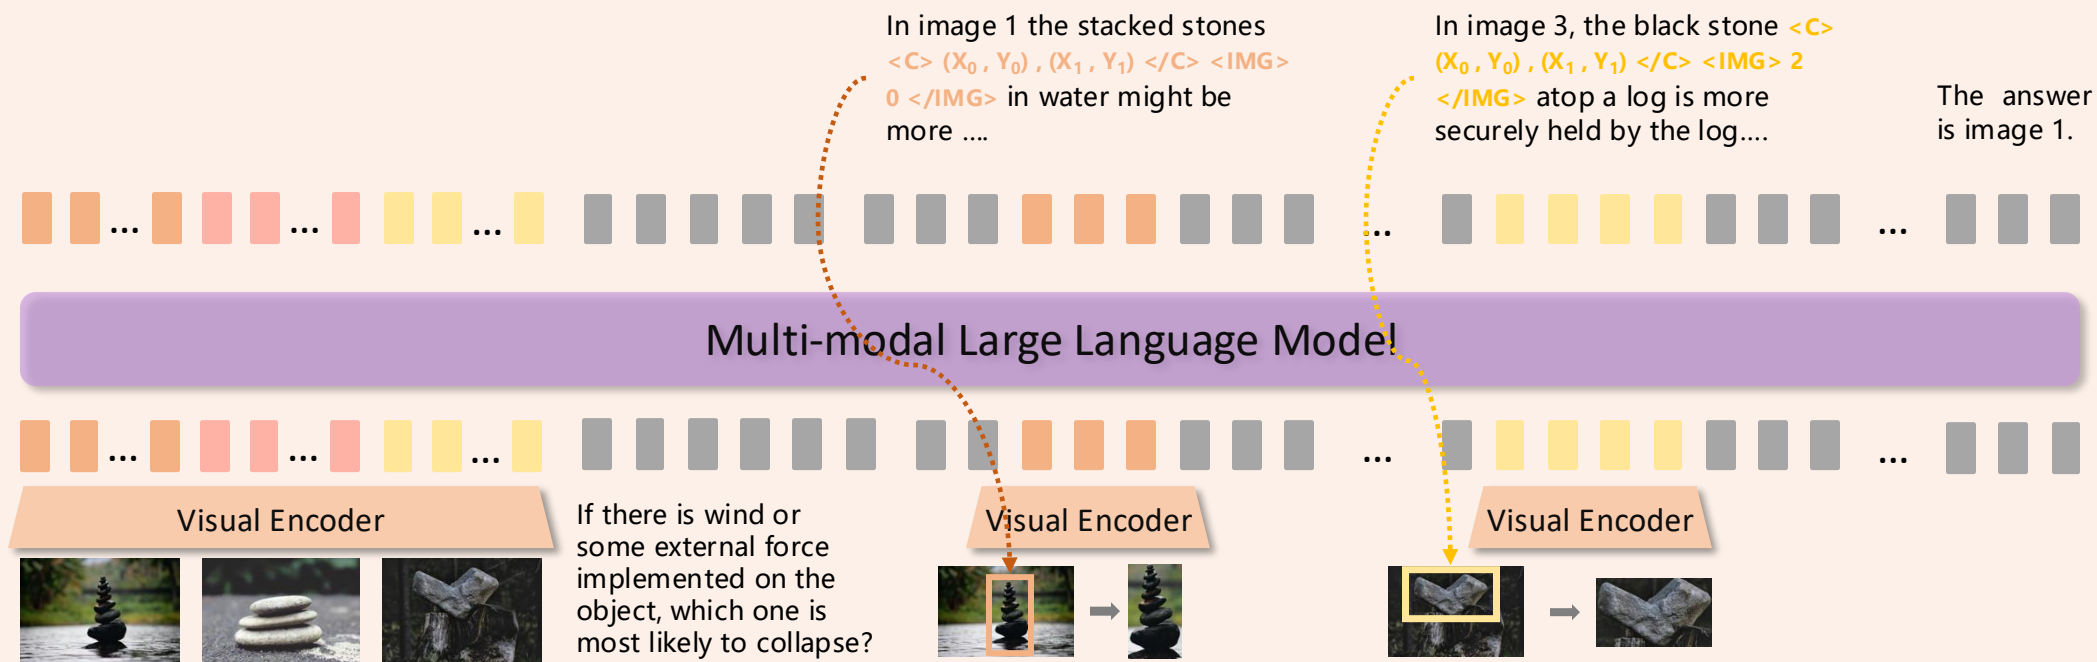 In image 1 the stacked stones
<C> (X₀ , Y₀) , (X₁ , Y₁) </C> <IMG>
0 </IMG> in water might be
more ....
In image 3, the black stone <C>
(X₀ , Y₀) , (X₁ , Y₁) </C> <IMG> 2
</IMG> atop a log is more
securely held by the log....
The answer
is image 1.
...
...
...
...
...
Multi-modal Large Language Model
...
...
...
...
...
Visual Encoder
If there is wind or
some external force
implemented on the
object, which one is
most likely to collapse?
Visual Encoder
Visual Encoder